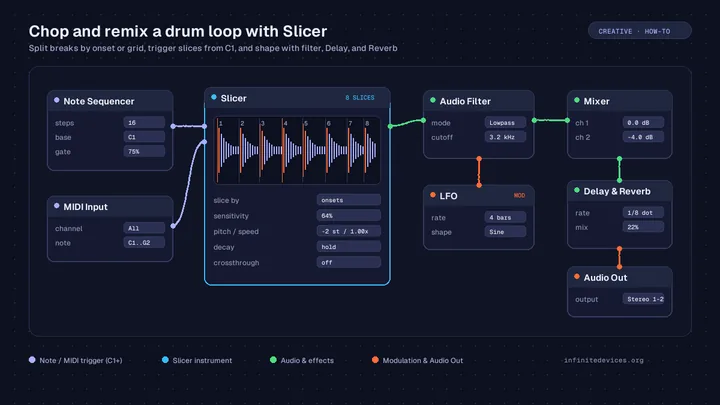 Chop and remix a drum loop with Slicer
CREATIVE · HOW-TO
Split breaks by onset or grid, trigger slices from C1, and shape with filter, Delay, and Reverb
Note Sequencer
steps 16
base C1
gate 75%
MIDI Input
channel All
note C1..G2
Slicer 8 SLICES
1 2 3 4 5 6 7 8
slice by onsets
sensitivity 64%
pitch / speed -2 st / 1.00x
decay hold
crossthrough off
Audio Filter
mode Lowpass
cutoff 3.2 kHz
LFO MOD
rate 4 bars
shape Sine
Mixer
ch 1 0.0 dB
ch 2 -4.0 dB
Delay & Reverb
rate 1/8 dot
mix 22%
Audio Out
output Stereo 1-2
Note / MIDI trigger (C1+)
Slicer instrument
Audio & effects
Modulation & Audio Out
infinitedevices.org